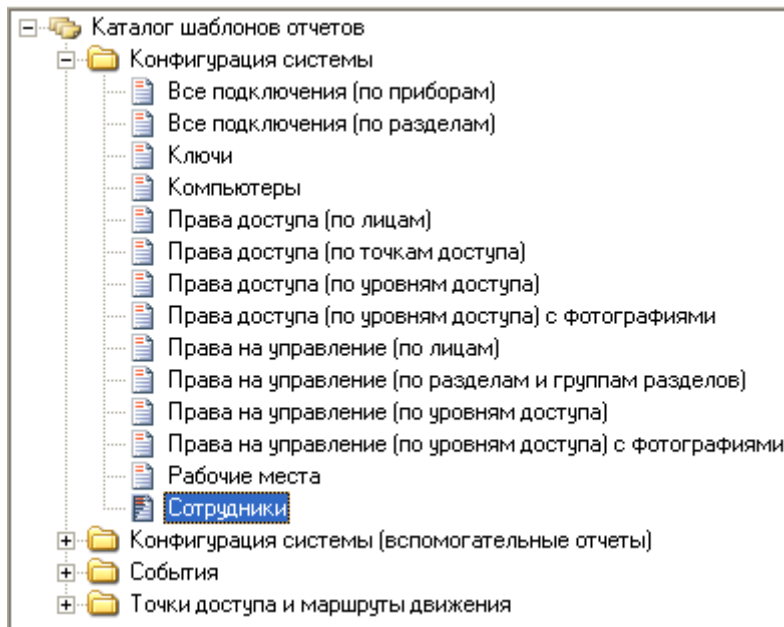 Каталог шаблонов отчетов
Конфигурация системы
Все подключения (по приборам)
Все подключения (по разделам)
Ключи
Компьютеры
Права доступа (по лицам)
Права доступа (по точкам доступа)
Права доступа (по уровням доступа)
Права доступа (по уровням доступа) с фотографиями
Права на управление (по лицам)
Права на управление (по разделам и группам разделов)
Права на управление (по уровням доступа)
Права на управление (по уровням доступа) с фотографиями
Рабочие места
Сотрудники
Конфигурация системы (вспомогательные отчеты)
События
Точки доступа и маршруты движения